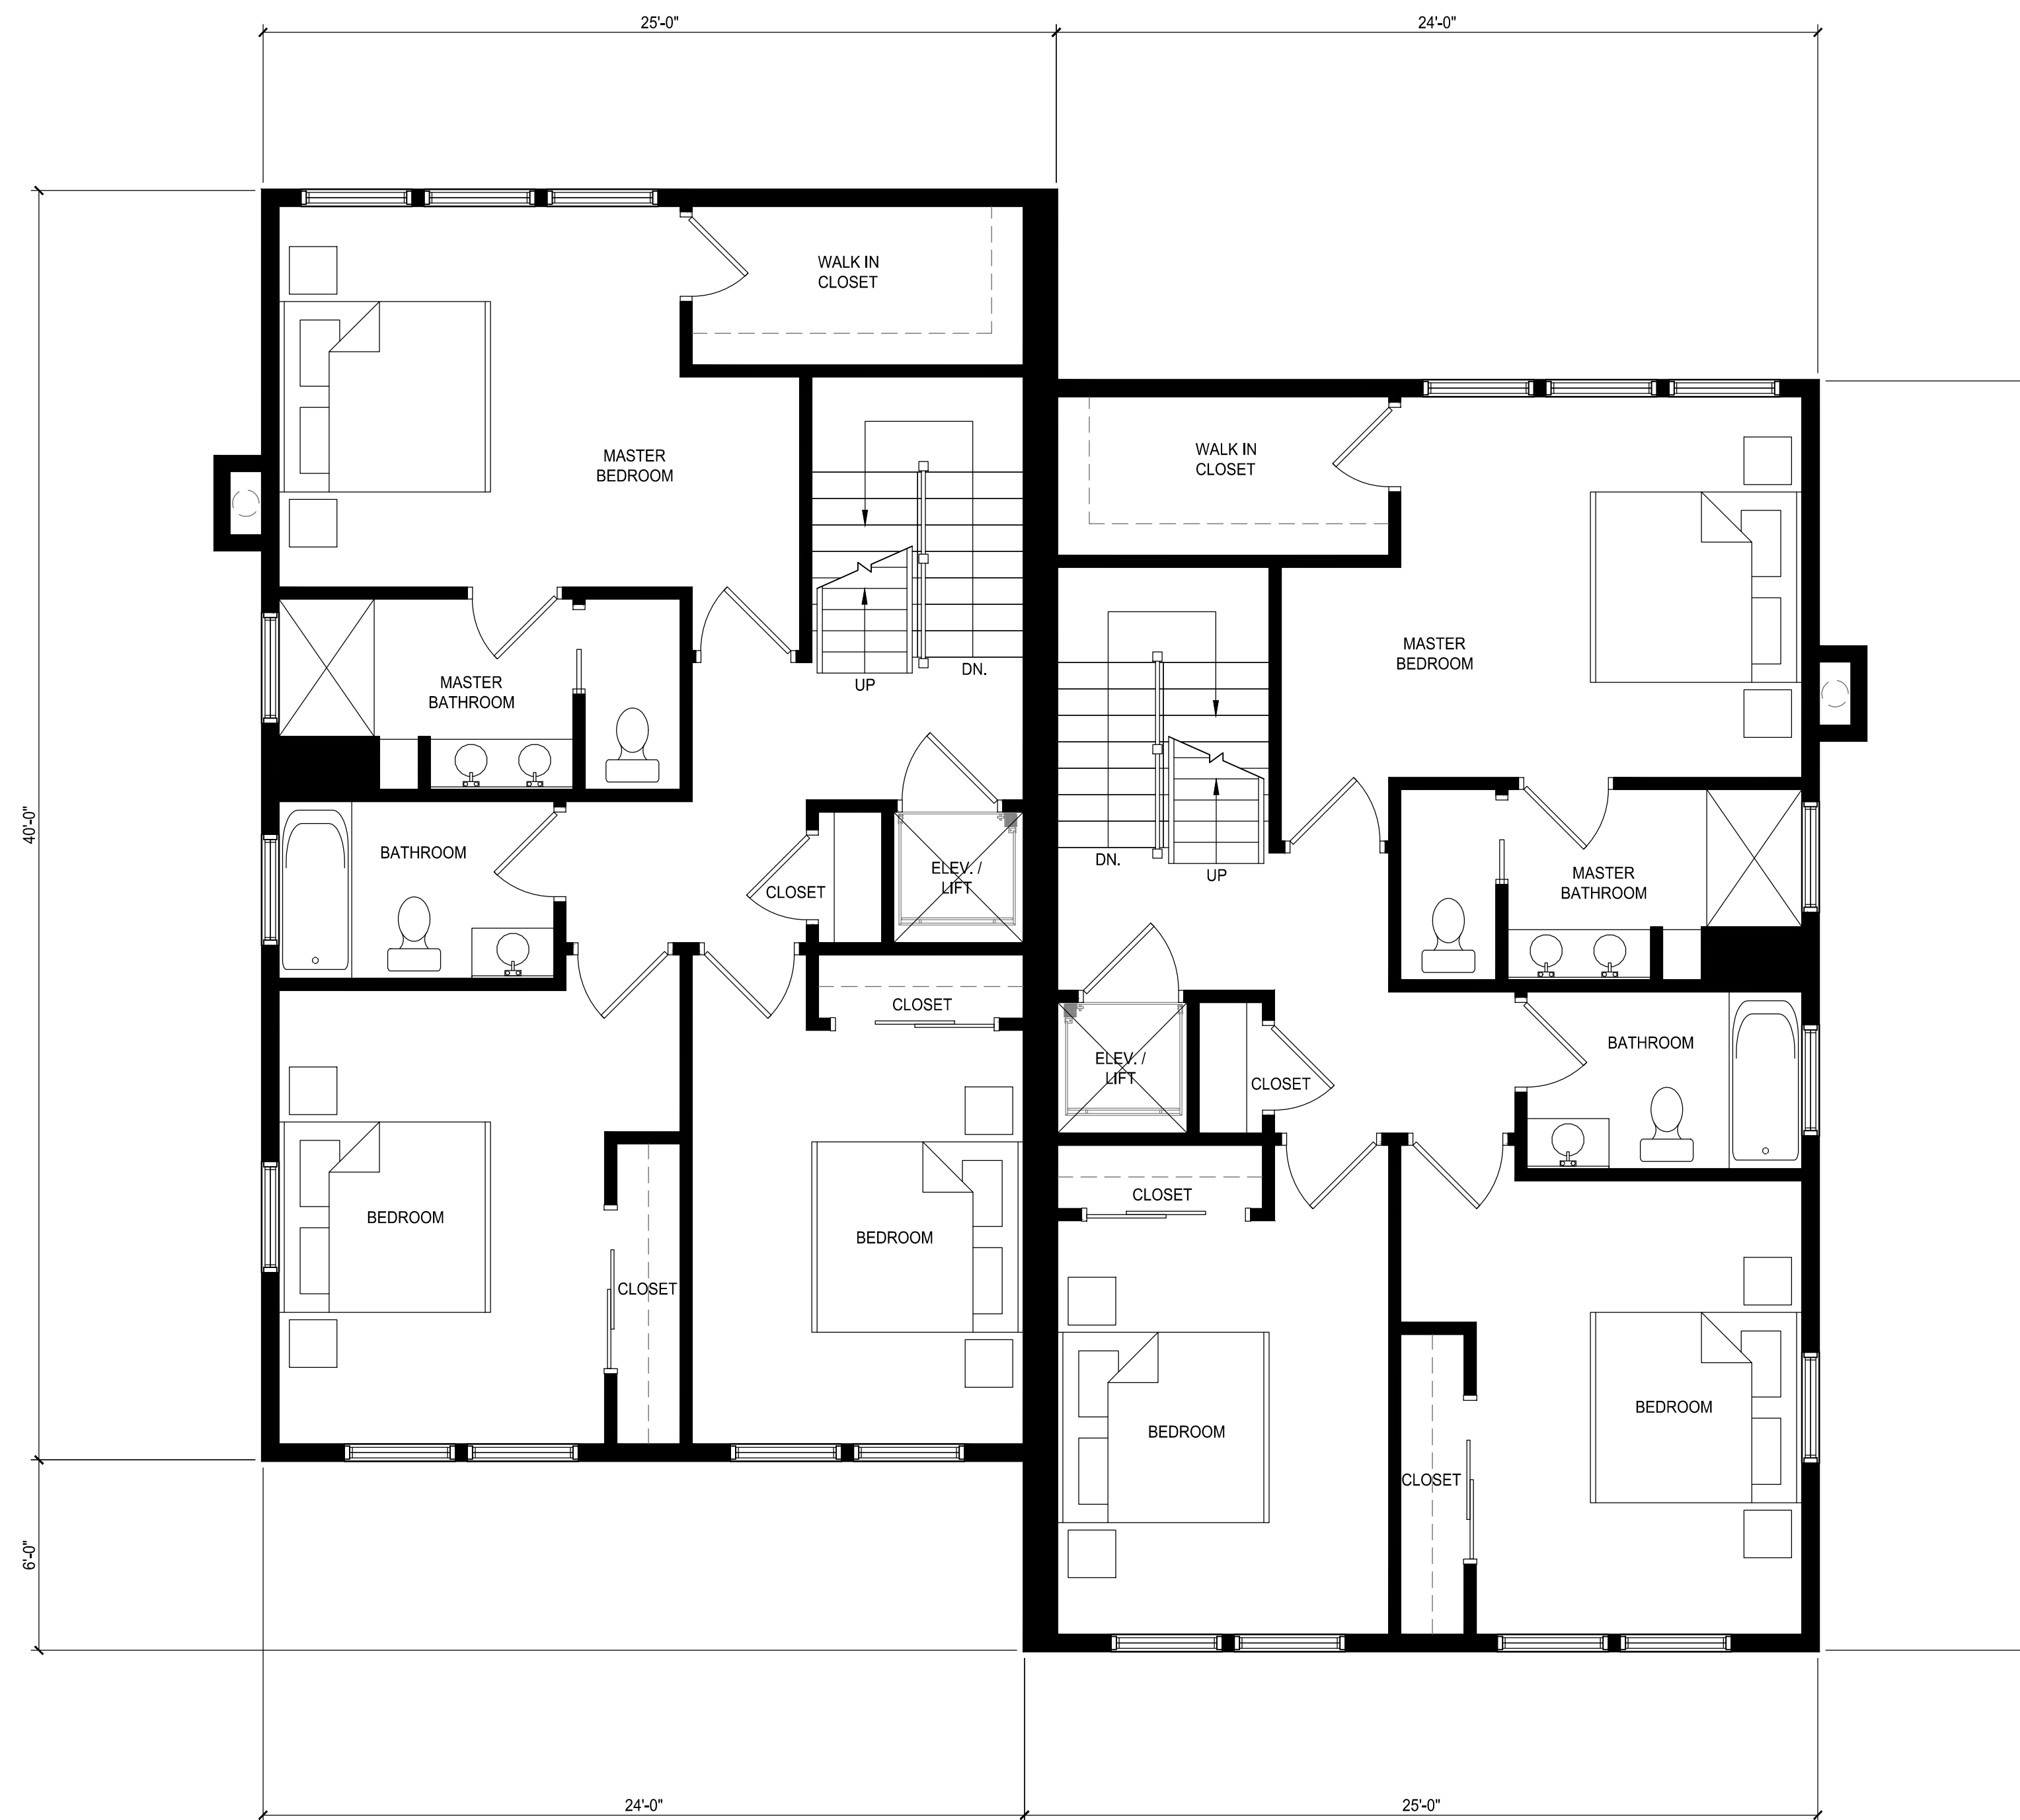 25'-0"
24'-0"
WALK IN
CLOSET
MASTER
BEDROOM
WALK IN
CLOSET
DN.
UP
MASTER
BATHROOM
MASTER
BEDROOM
40'-0"
BATHROOM
CLOSET
ELEV. /
LIFT
DN.
UP
MASTER
BATHROOM
CLOSET
ELEV. /
LIFT
CLOSET
BATHROOM
BEDROOM
BEDROOM
CLOSET
CLOSET
BEDROOM
BEDROOM
CLOSET
6'-0"
24'-0"
25'-0"